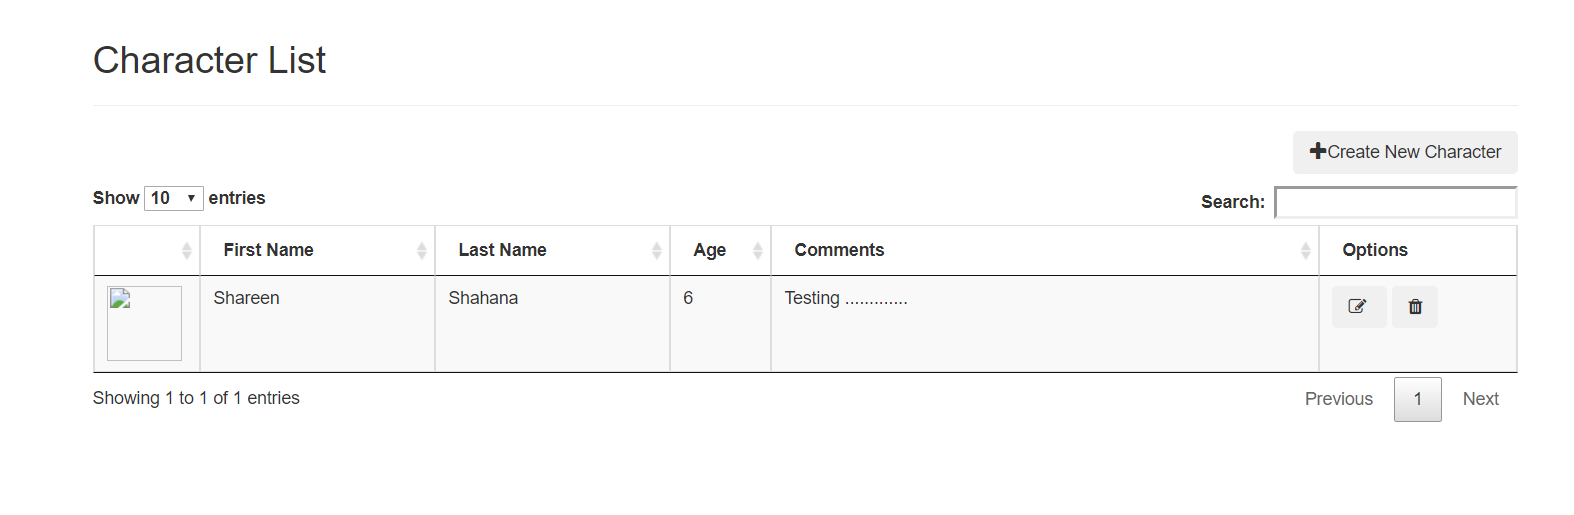 Character List
Create New Character
Show 10 entries
Search:
First Name Last Name Age Comments Options
Shareen Shahana 6 Testing .............
Showing 1 to 1 of 1 entries
Previous 1 Next